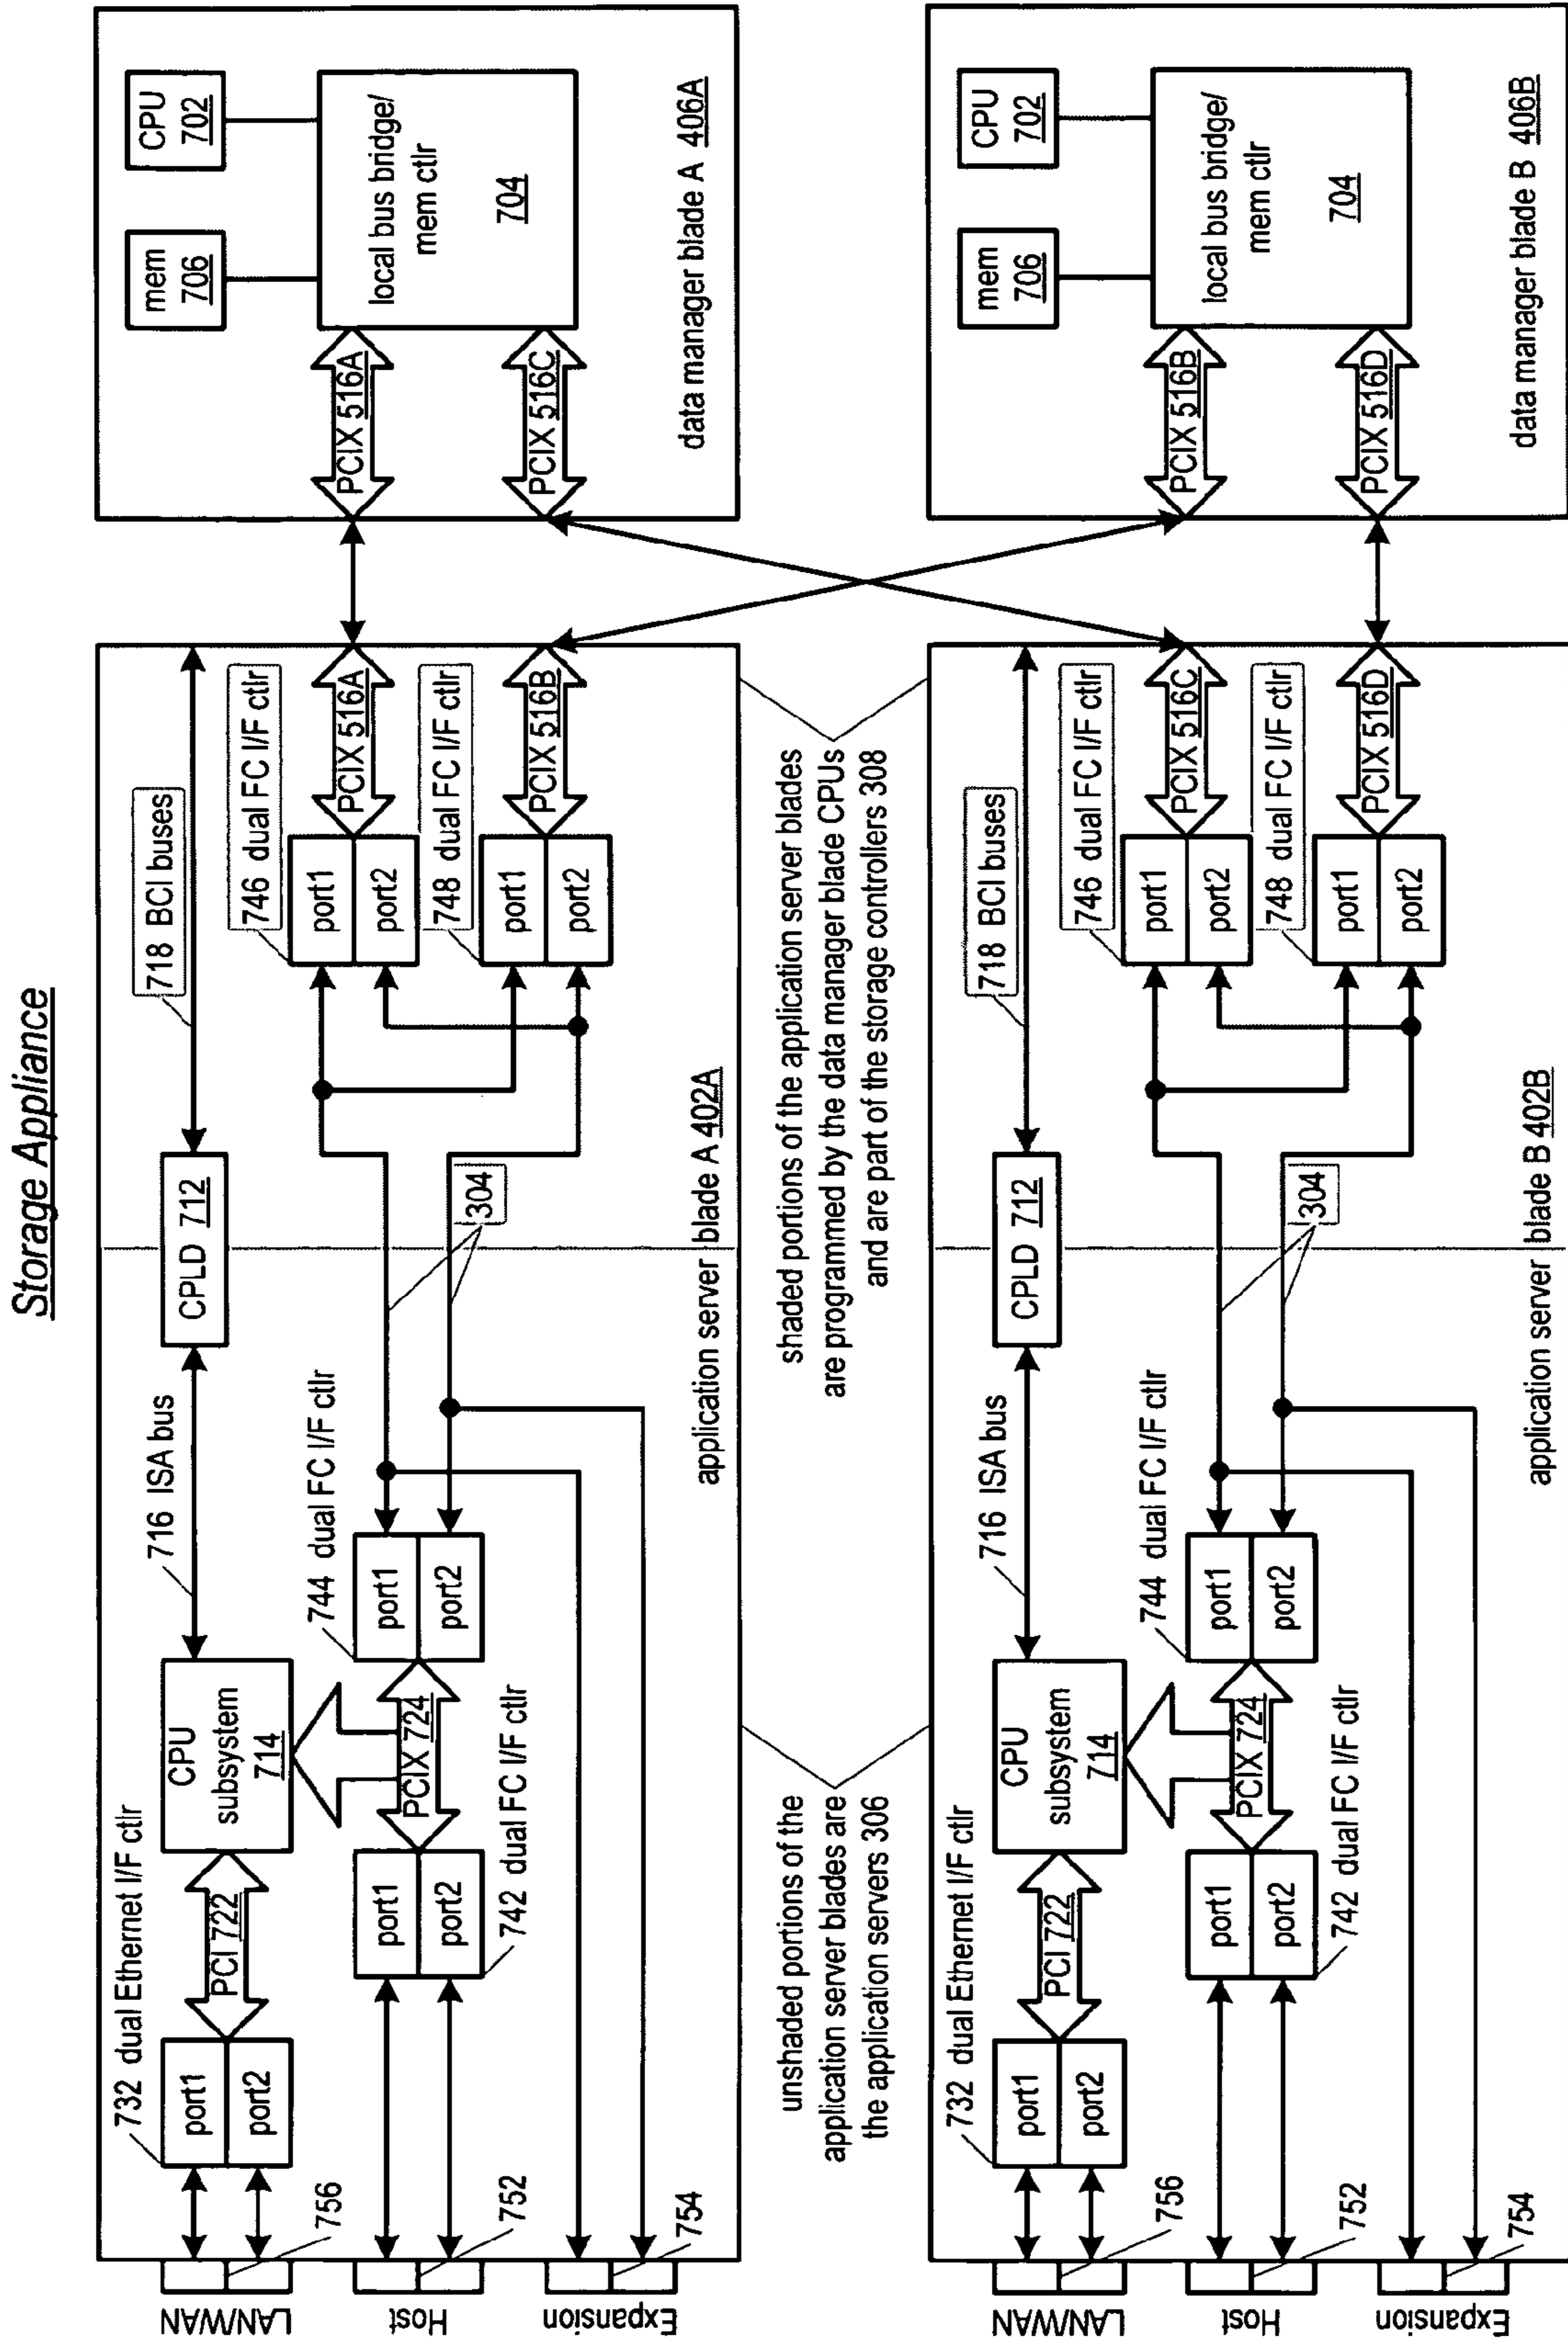 Storage Appliance
732 dual Ethernet I/F ctlr
716 ISA bus
718 BCI buses
LAN/WAN
port1
port2
756
PCI 722
CPU
subsystem
714
CPLD 712
746 dual FC I/F ctlr
744 dual FC I/F ctlr
Host
752
port1
port2
742 dual FC I/F ctlr
PCIX 724
port1
port2
304
port1
port2
PCIX 516A
748 dual FC I/F ctlr
Expansion
754
port1
port2
PCIX 516B
application server blade A 402A
mem
706
CPU
702
PCIX 516A
PCIX 516C
local bus bridge/
mem ctlr
704
data manager blade A 406A
unshaded portions of the
application server blades are
the application servers 306
shaded portions of the application server blades
are programmed by the data manager blade CPUs
and are part of the storage controllers 308
732 dual Ethernet I/F ctlr
716 ISA bus
718 BCI buses
LAN/WAN
port1
port2
756
PCI 722
CPU
subsystem
714
CPLD 712
746 dual FC I/F ctlr
744 dual FC I/F ctlr
Host
752
port1
port2
742 dual FC I/F ctlr
PCIX 724
port1
port2
304
port1
port2
PCIX 516C
748 dual FC I/F ctlr
Expansion
754
port1
port2
PCIX 516D
application server blade B 402B
mem
706
CPU
702
PCIX 516B
PCIX 516D
local bus bridge/
mem ctlr
704
data manager blade B 406B